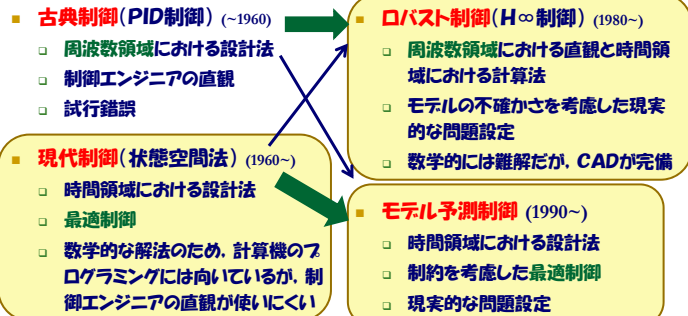 古典制御(PID制御) (~1960)
周波数領域における設計法
制御エンジニアの直観
試行錯誤
現代制御(状態空間法) (1960~)
時間領域における設計法
最適制御
数学的な解法のため，計算機のプ
ログラミングには向いているが，制
御エンジニアの直観が使いにくい
ロバスト制御(H∞制御) (1980~)
周波数領域における直観と時間領
域における計算法
モデルの不確かさを考慮した現実
的な問題設定
数学的には難解だが，CADが完備
モデル予測制御 (1990~)
時間領域における設計法
制約を考慮した最適制御
現実的な問題設定